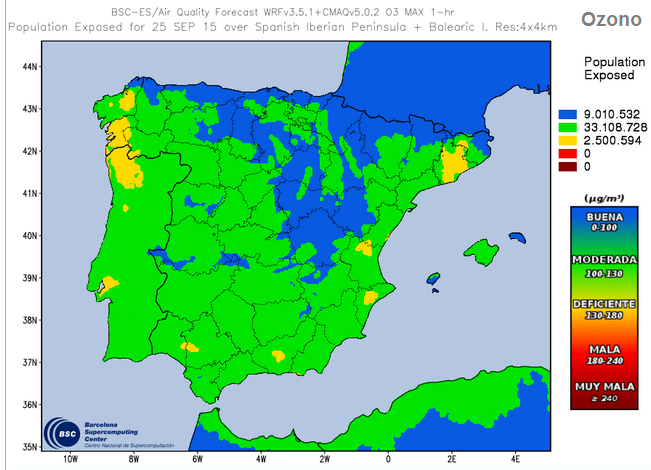 BSC-ES/Air Quality Forecast WRFv3.5.1+CMAQv5.0.2 O3 MAX 1-hr
Population Exposed for 25 SEP 15 over Spanish Iberian Peninsula + Balearic I. Res:4x4km
Ozono
Population
Exposed
9.010.532
33.108.728
2.500.594
0
0
(μg/m³)
BUENA
0-100
MODERADA
100-130
DEFICIENTE
130-180
MALA
180-240
MUY MALA
≥ 240
44N
43N
42N
41N
40N
39N
38N
37N
36N
35N
BSC
Barcelona
Supercomputing
Center
Centro Nacional de Supercomputación
10W
8W
6W
4W
2W
0
2E
4E